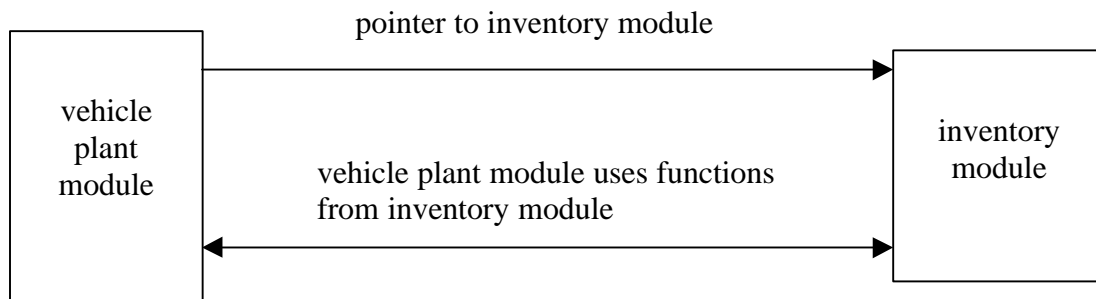 pointer to inventory module
vehicle
plant
module
inventory
module
vehicle plant module uses functions
from inventory module